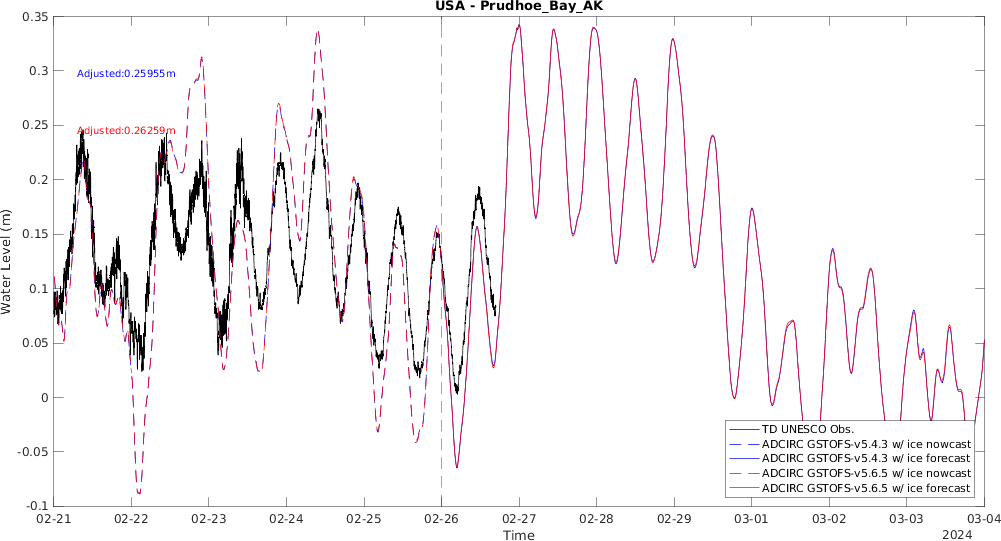 USA - Prudhoe_Bay_AK
0.35
0.3
0.25
0.2
0.15
0.1
0.05
0
-0.05
-0.1
Water Level (m)
Adjusted:0.25955m
Adjusted:0.26259m
TD UNESCO Obs.
ADCIRC GSTOFS-v5.4.3 w/ ice nowcast
ADCIRC GSTOFS-v5.4.3 w/ ice forecast
ADCIRC GSTOFS-v5.6.5 w/ ice nowcast
ADCIRC GSTOFS-v5.6.5 w/ ice forecast
02-21 02-22 02-23 02-24 02-25 02-26 02-27 02-28 02-29 03-01 03-02 03-03 03-04
Time
2024